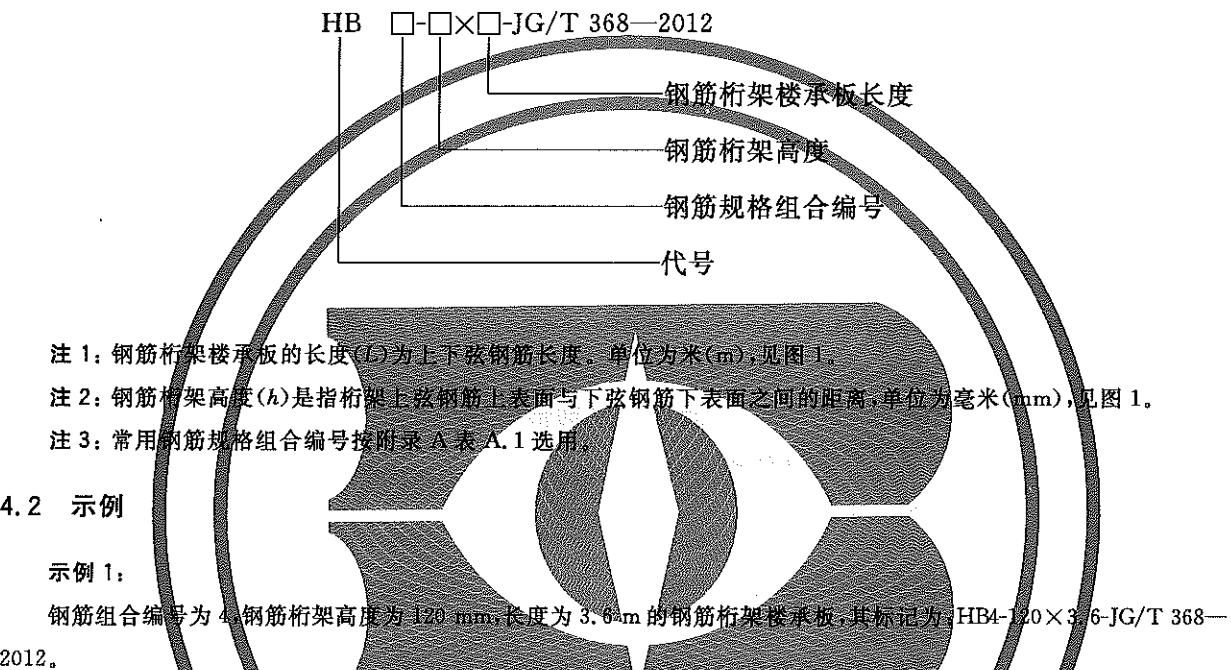 HB □-□×□-JG/T 368—2012
钢筋桁架楼承板长度
钢筋桁架高度
钢筋规格组合编号
代号
注 1：钢筋桁架楼承板的长度(L)为上下弦钢筋长度。单位为米(m)，见图 1。
注 2：钢筋桁架高度(h)是指桁架上弦钢筋上表面与下弦钢筋下表面之间的距离，单位为毫米(mm)，见图 1。
注 3：常用钢筋规格组合编号按附录 A 表 A.1 选用。
4.2 示例
示例 1：
钢筋组合编号为 4，钢筋桁架高度为 120 mm，长度为 3.6 m 的钢筋桁架楼承板，其标记为：HB4-120×3.6-JG/T 368—
2012。